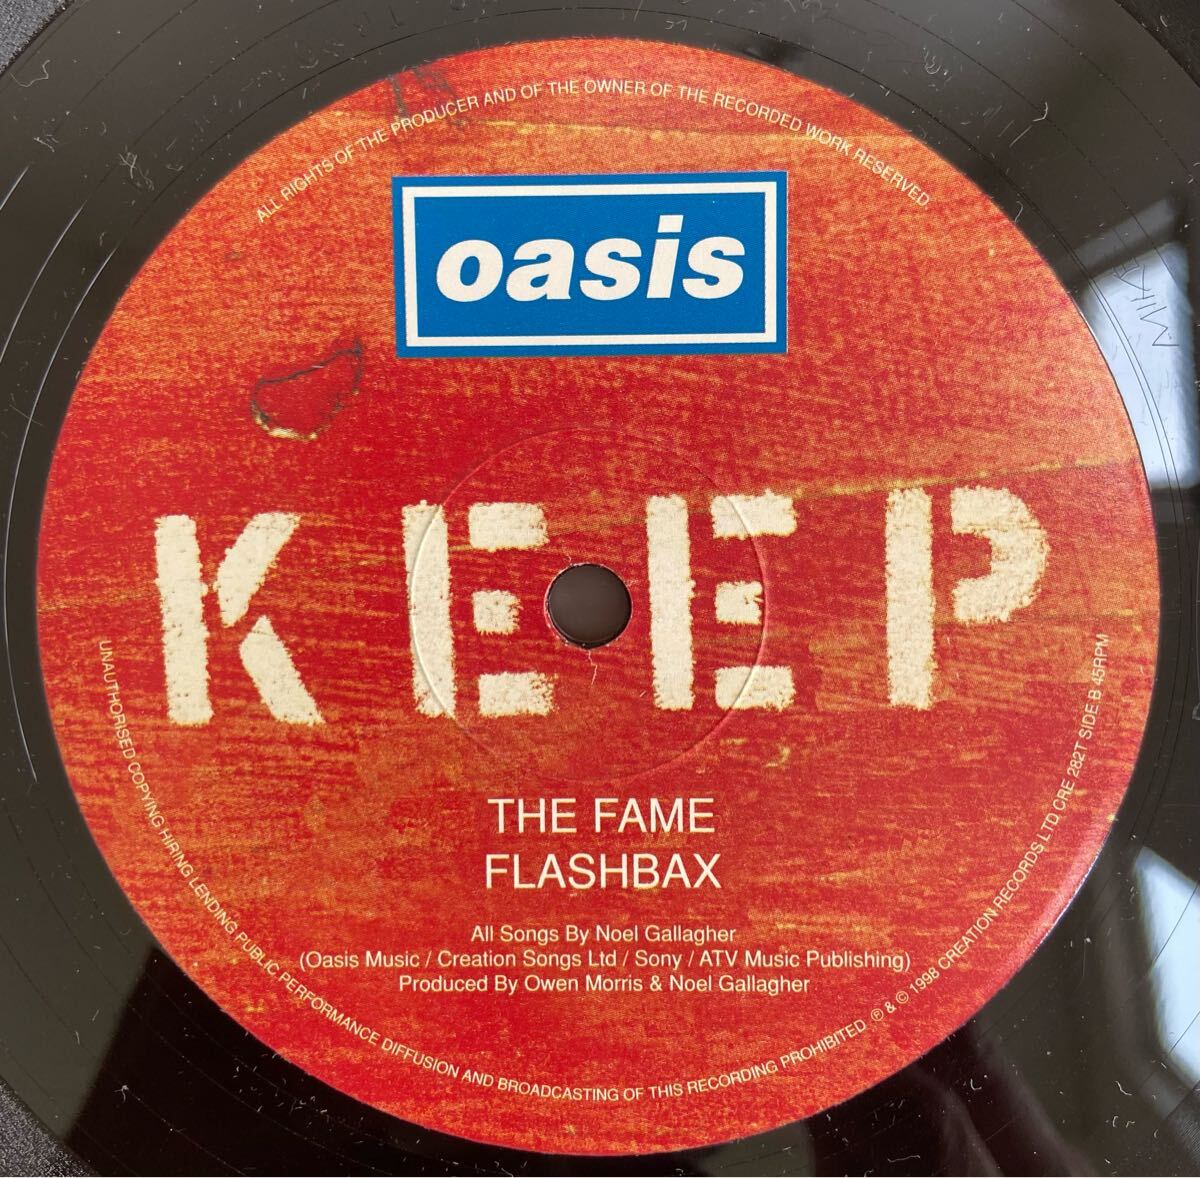 ALL RIGHTS OF THE PRODUCER AND OF THE OWNER OF THE RECORDED WORK RESERVED
oasis
KEEP
THE FAME
FLASHBAX
All Songs By Noel Gallagher
(Oasis Music / Creation Songs Ltd / Sony / ATV Music Publishing)
Produced By Owen Morris & Noel Gallagher
UNAUTHORISED COPYING HIRING LENDING PUBLIC PERFORMANCE DIFFUSION AND BROADCASTING OF THIS RECORDING PROHIBITED ℗ & © 1998 CREATION RECORDS LTD CRE 282T SIDE B 45RPM